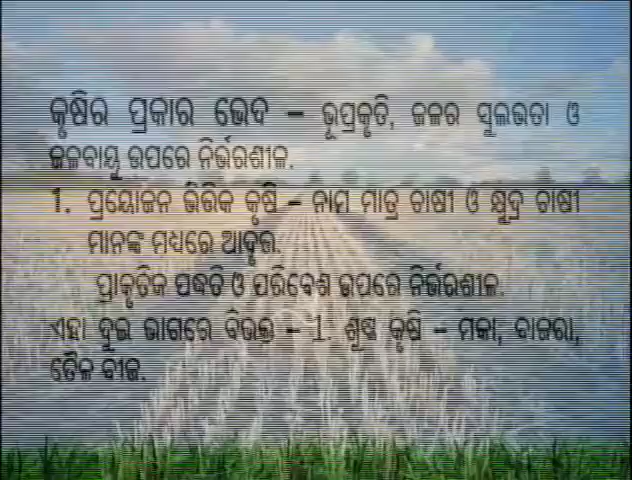 କୃଷିର ପ୍ରକାର ଭେଦ – ଭୂପ୍ରକୃତି, ଜଳର ସୁଲଭତା ଓ
ଜଳବାୟୁ ଉପରେ ନିର୍ଭରଶୀଳ.
1. ପ୍ରୟୋଜନ ଭିତ୍ତିକ କୃଷି – ନାମ ମାତ୍ର ଚାଷୀ ଓ କ୍ଷୁଦ୍ର ଚାଷୀ
ମାନଙ୍କ ମଧ୍ୟରେ ଆଦୃତ.
ପ୍ରାକୃତିକ ପଦ୍ଧତି ଓ ପରିବେଶ ଉପରେ ନିର୍ଭରଶୀଳ.
ଏହା ଦୁଇ ଭାଗରେ ବିଭକ୍ତ – 1. ଶୁଷ୍କ କୃଷି – ମକା, ବାଜରା,
ତୈଳ ବୀଜ.